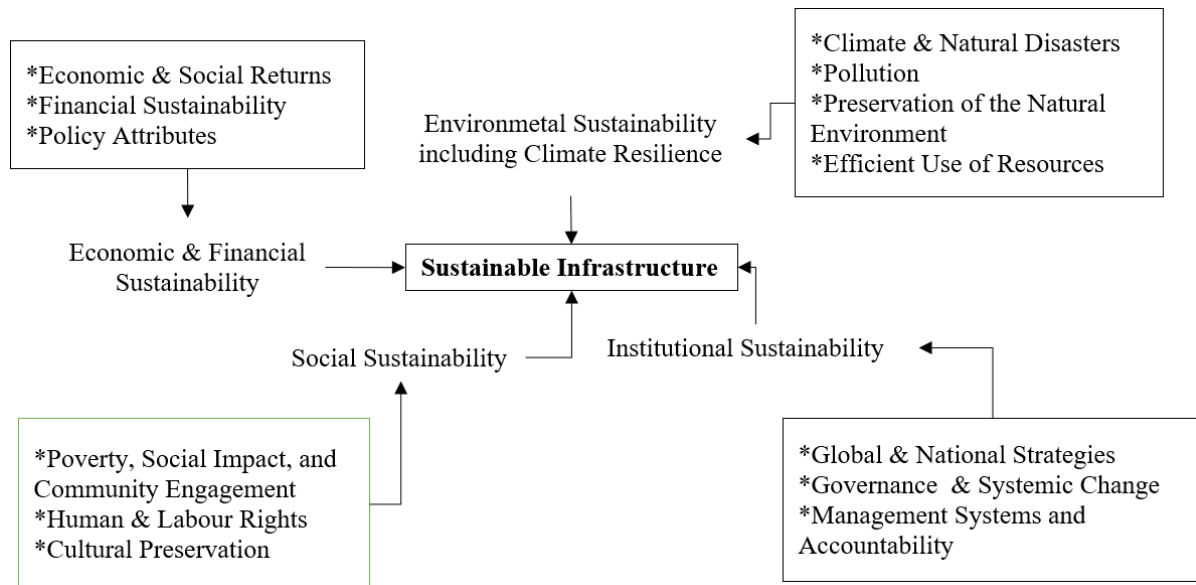 *Economic & Social Returns
*Financial Sustainability
*Policy Attributes
Environmetal Sustainability
including Climate Resilience
*Climate & Natural Disasters
*Pollution
*Preservation of the Natural
Environment
*Efficient Use of Resources
Economic & Financial
Sustainability
Sustainable Infrastructure
Social Sustainability
Institutional Sustainability
*Poverty, Social Impact, and
Community Engagement
*Human & Labour Rights
*Cultural Preservation
*Global & National Strategies
*Governance  & Systemic Change
*Management Systems and
Accountability